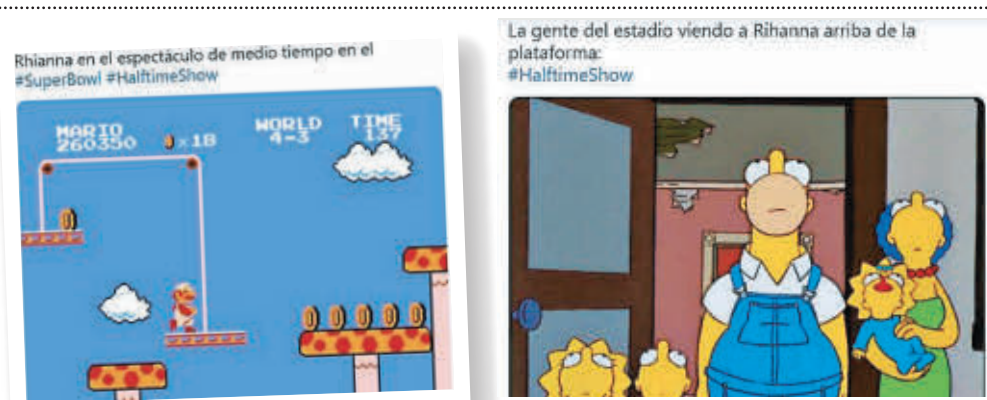 Rhianna en el espectáculo de medio tiempo en el
#SuperBowl #HalftimeShow
MARIO
260350 ×18
WORLD
4-3
TIME
137
La gente del estadio viendo a Rihanna arriba de la
plataforma:
#HalftimeShow